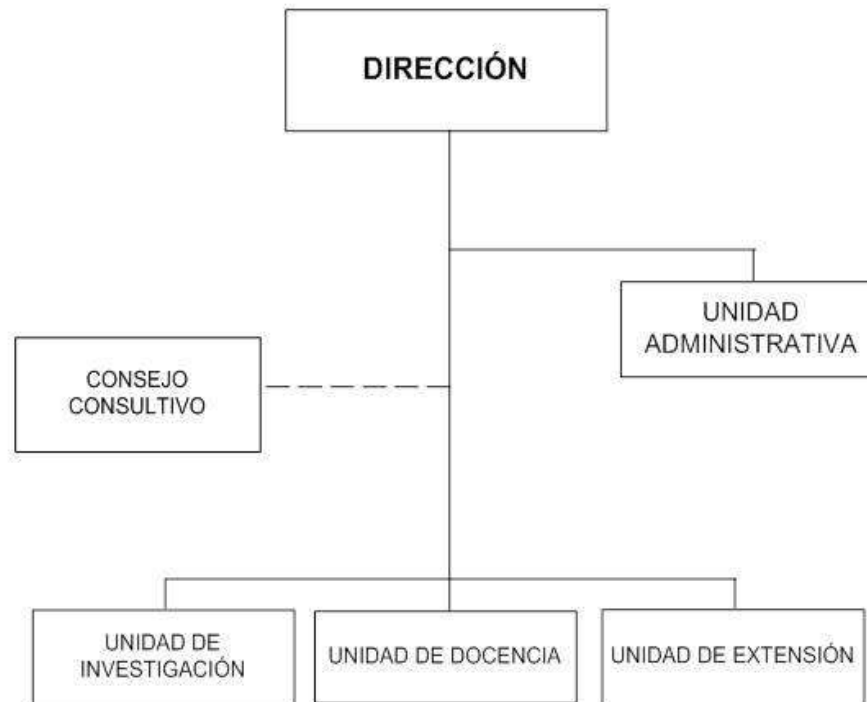 DIRECCIÓN
UNIDAD
ADMINISTRATIVA
CONSEJO
CONSULTIVO
UNIDAD DE
INVESTIGACIÓN
UNIDAD DE DOCENCIA
UNIDAD DE EXTENSIÓN